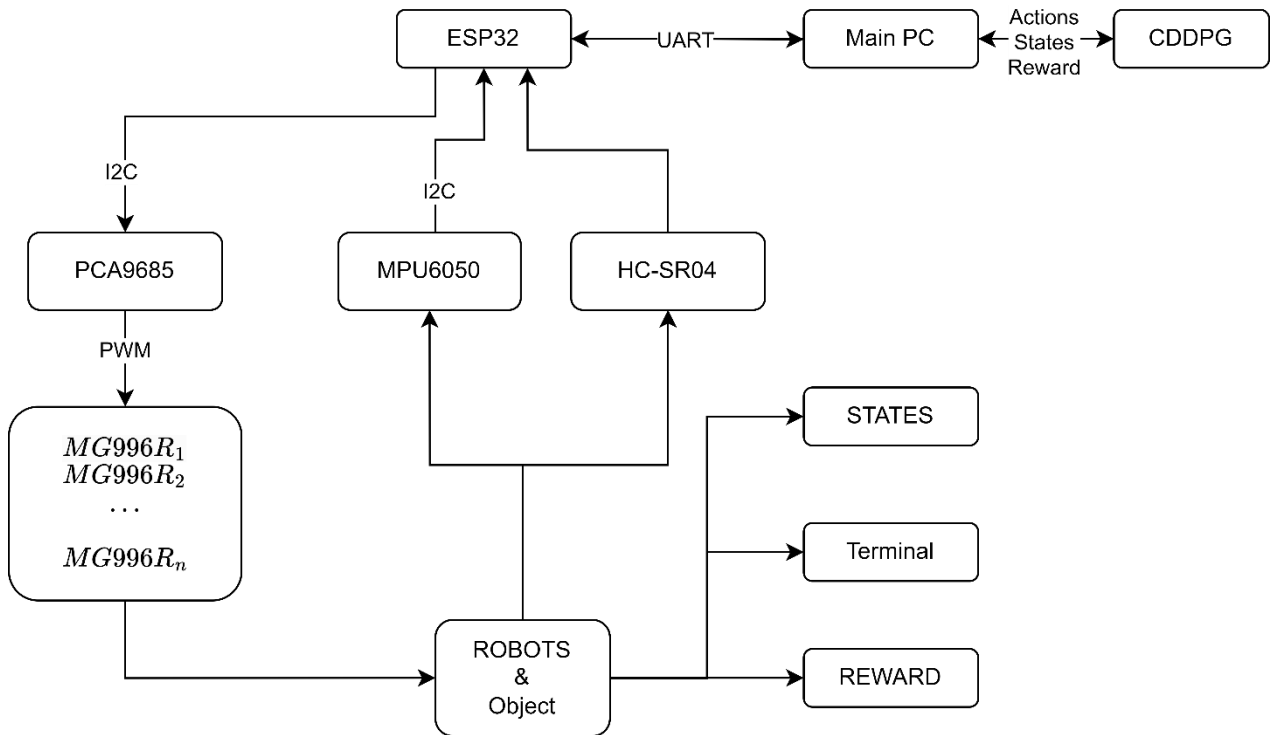 ESP32
UART
Main PC
Actions
States
Reward
CDDPG
I2C
I2C
PCA9685
MPU6050
HC-SR04
PWM
MG996R₁
MG996R₂
...
MG996Rₙ
STATES
Terminal
ROBOTS
&
Object
REWARD